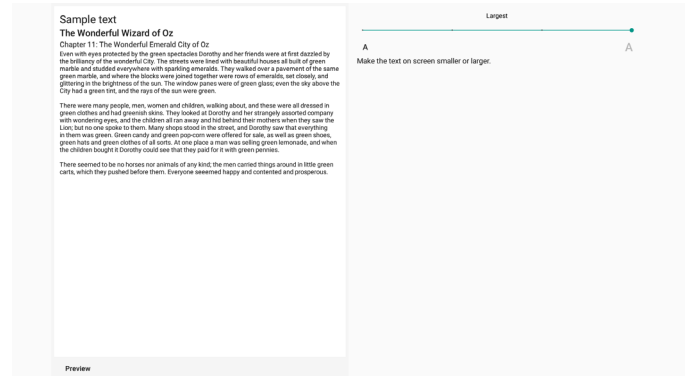 Sample text
The Wonderful Wizard of Oz
Chapter 11: The Wonderful Emerald City of Oz
Even with eyes protected by the green spectacles Dorothy and her friends were at first dazzled by
the brilliancy of the wonderful City. The streets were lined with beautiful houses all built of green
marble and studded everywhere with sparkling emeralds. They walked over a pavement of the same
green marble, and where the blocks were joined together were rows of emeralds, set closely, and
glittering in the brightness of the sun. The window panes were of green glass; even the sky above the
City had a green tint, and the rays of the sun were green.
There were many people, men, women and children, walking about, and these were all dressed in
green clothes and had greenish skins. They looked at Dorothy and her strangely assorted company
with wondering eyes, and the children all ran away and hid behind their mothers when they saw the
Lion; but no one spoke to them. Many shops stood in the street, and Dorothy saw that everything
in them was green. Green candy and green pop-corn were offered for sale, as well as green shoes,
green hats and green clothes of all sorts. At one place a man was selling green lemonade, and when
the children bought it Dorothy could see that they paid for it with green pennies.
There seemed to be no horses nor animals of any kind; the men carried things around in little green
carts, which they pushed before them. Everyone seeemed happy and contented and prosperous.
Preview
Largest
A A
Make the text on screen smaller or larger.